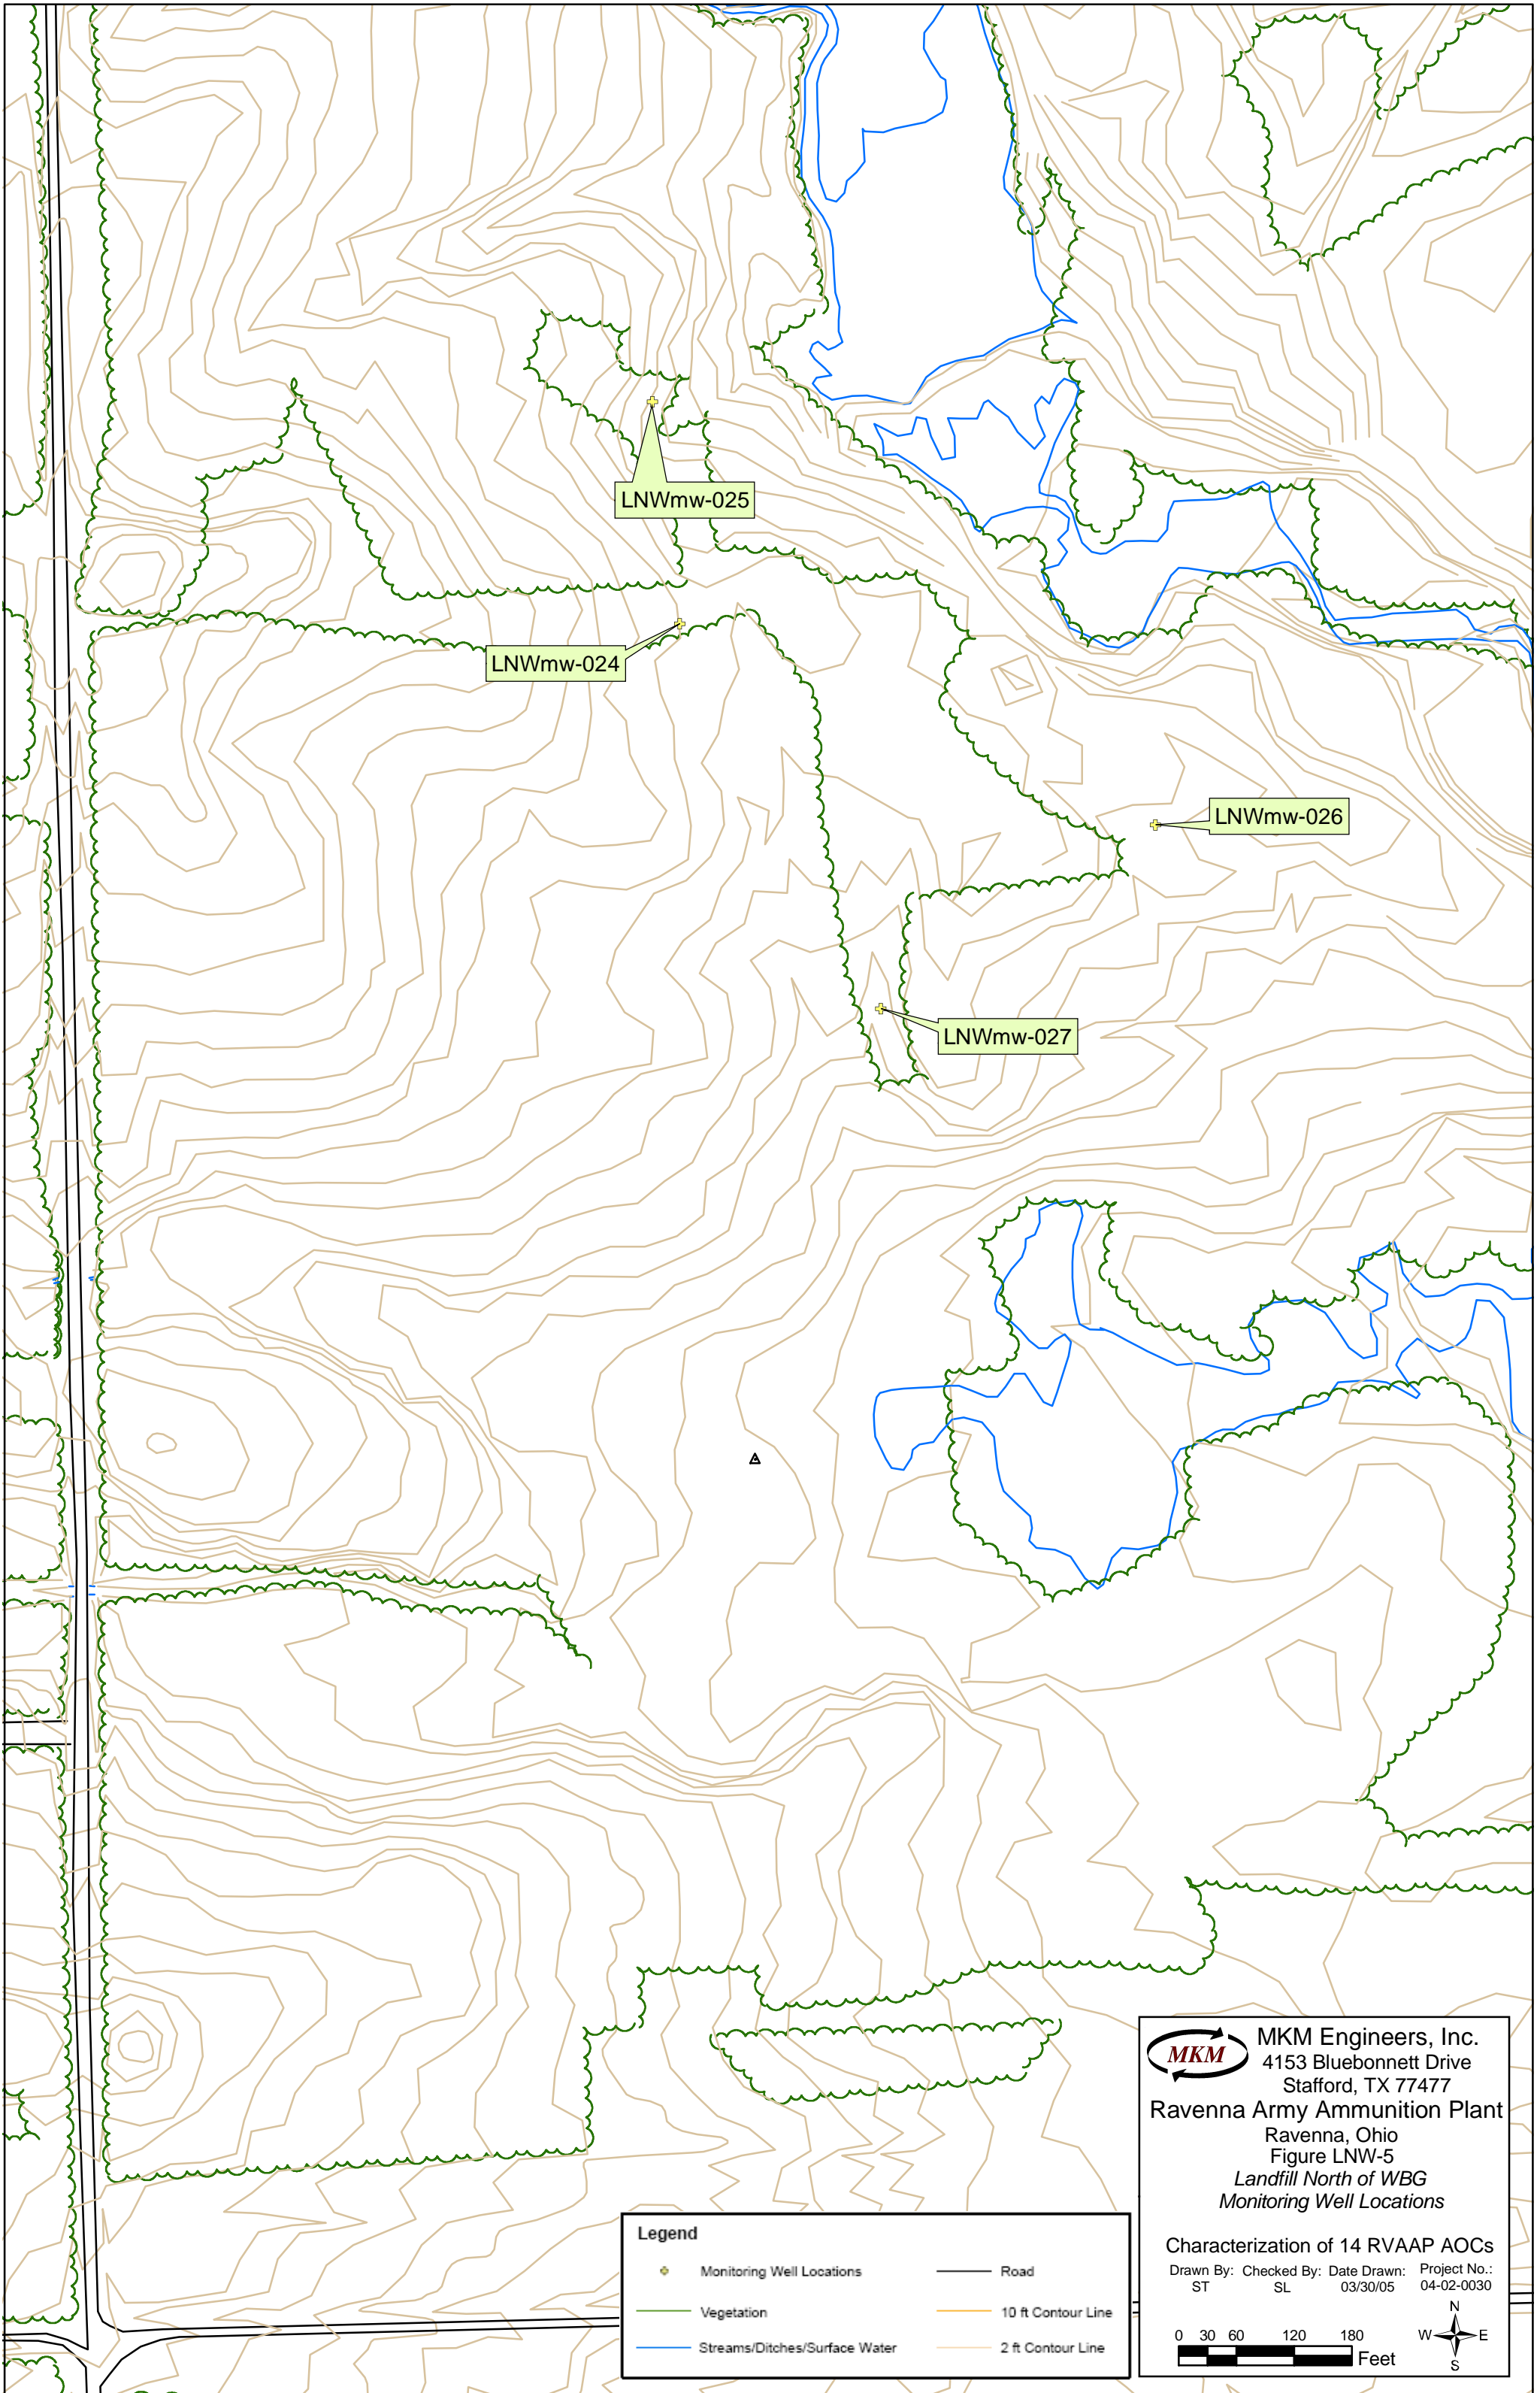 LNWmw-025
LNWmw-024
LNWmw-026
LNWmw-027
MKM
MKM Engineers, Inc.
4153 Bluebonnett Drive
Stafford, TX 77477
Ravenna Army Ammunition Plant
Ravenna, Ohio
Figure LNW-5
Landfill North of WBG
Monitoring Well Locations
Characterization of 14 RVAAP AOCs
Drawn By: Checked By: Date Drawn: Project No.:
ST SL 03/30/05 04-02-0030
N
W E
S
0 30 60 120 180
Feet
Legend
Monitoring Well Locations Road
Vegetation 10 ft Contour Line
Streams/Ditches/Surface Water 2 ft Contour Line